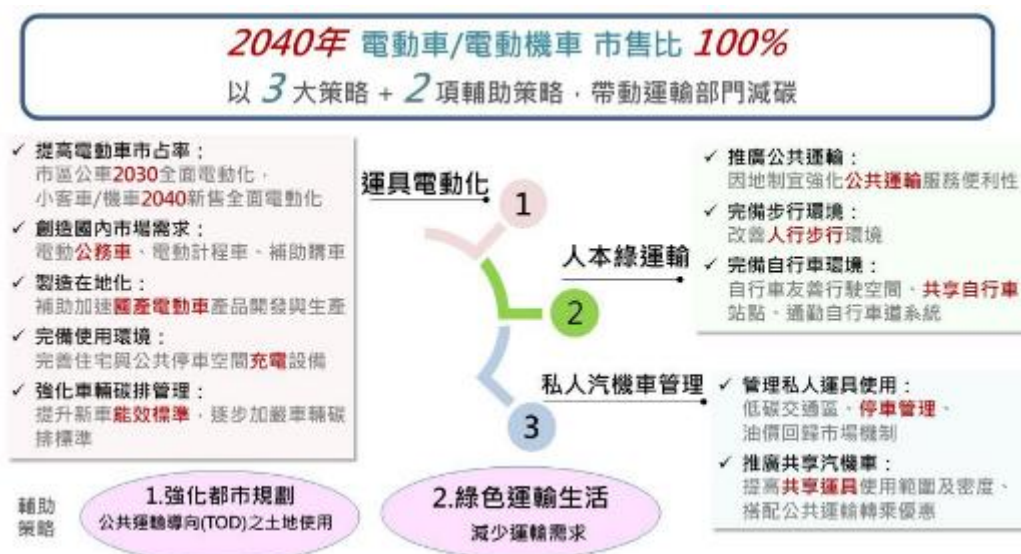 2040年 電動車/電動機車 市售比 100%
以 3 大策略 + 2 項輔助策略，帶動運輸部門減碳
✓ 提高電動車市占率：
市區公車2030全面電動化，
小客車/機車2040新售全面電動化
✓ 創造國內市場需求：
電動公務車、電動計程車、補助購車
✓ 製造在地化：
補助加速國產電動車產品開發與生產
✓ 完備使用環境：
完善住宅與公共停車空間充電設備
✓ 強化車輛碳排管理：
提升新車能效標準，逐步加嚴車輛碳
排標準
運具電動化
1
人本綠運輸
2
私人汽機車管理
3
✓ 推廣公共運輸：
因地制宜強化公共運輸服務便利性
✓ 完備步行環境：
改善人行步行環境
✓ 完備自行車環境：
自行車友善行駛空間、共享自行車
站點、通勤自行車道系統
✓ 管理私人運具使用：
低碳交通區、停車管理、
油價回歸市場機制
✓ 推廣共享汽機車：
提高共享運具使用範圍及密度、
搭配公共運輸轉乘優惠
輔助
策略
1.強化都市規劃
公共運輸導向(TOD)之土地使用
2.綠色運輸生活
減少運輸需求